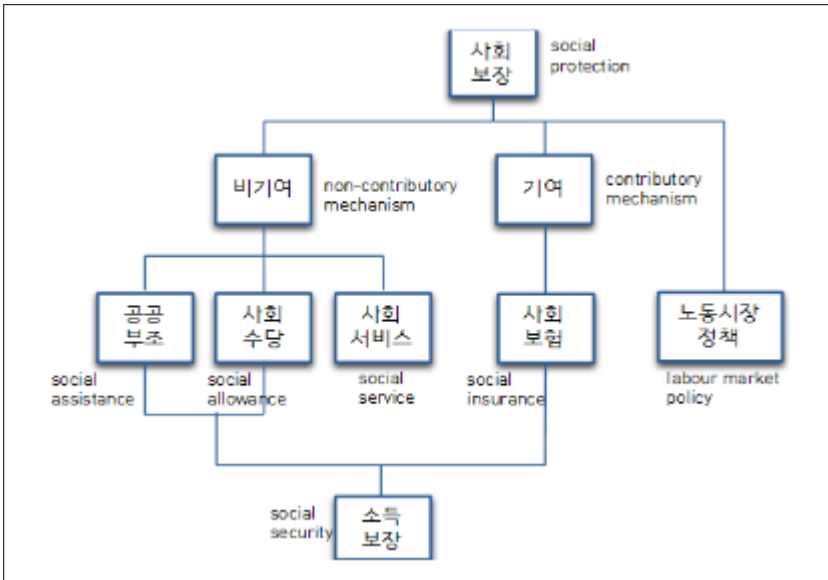 사회
보장
social
protection
비기여
non-contributory
mechanism
기여
contributory
mechanism
공공
부조
social
assistance
사회
수당
social
allowance
사회
서비스
social
service
사회
보험
social
insurance
노동시장
정책
labour market
policy
social
security
소득
보장